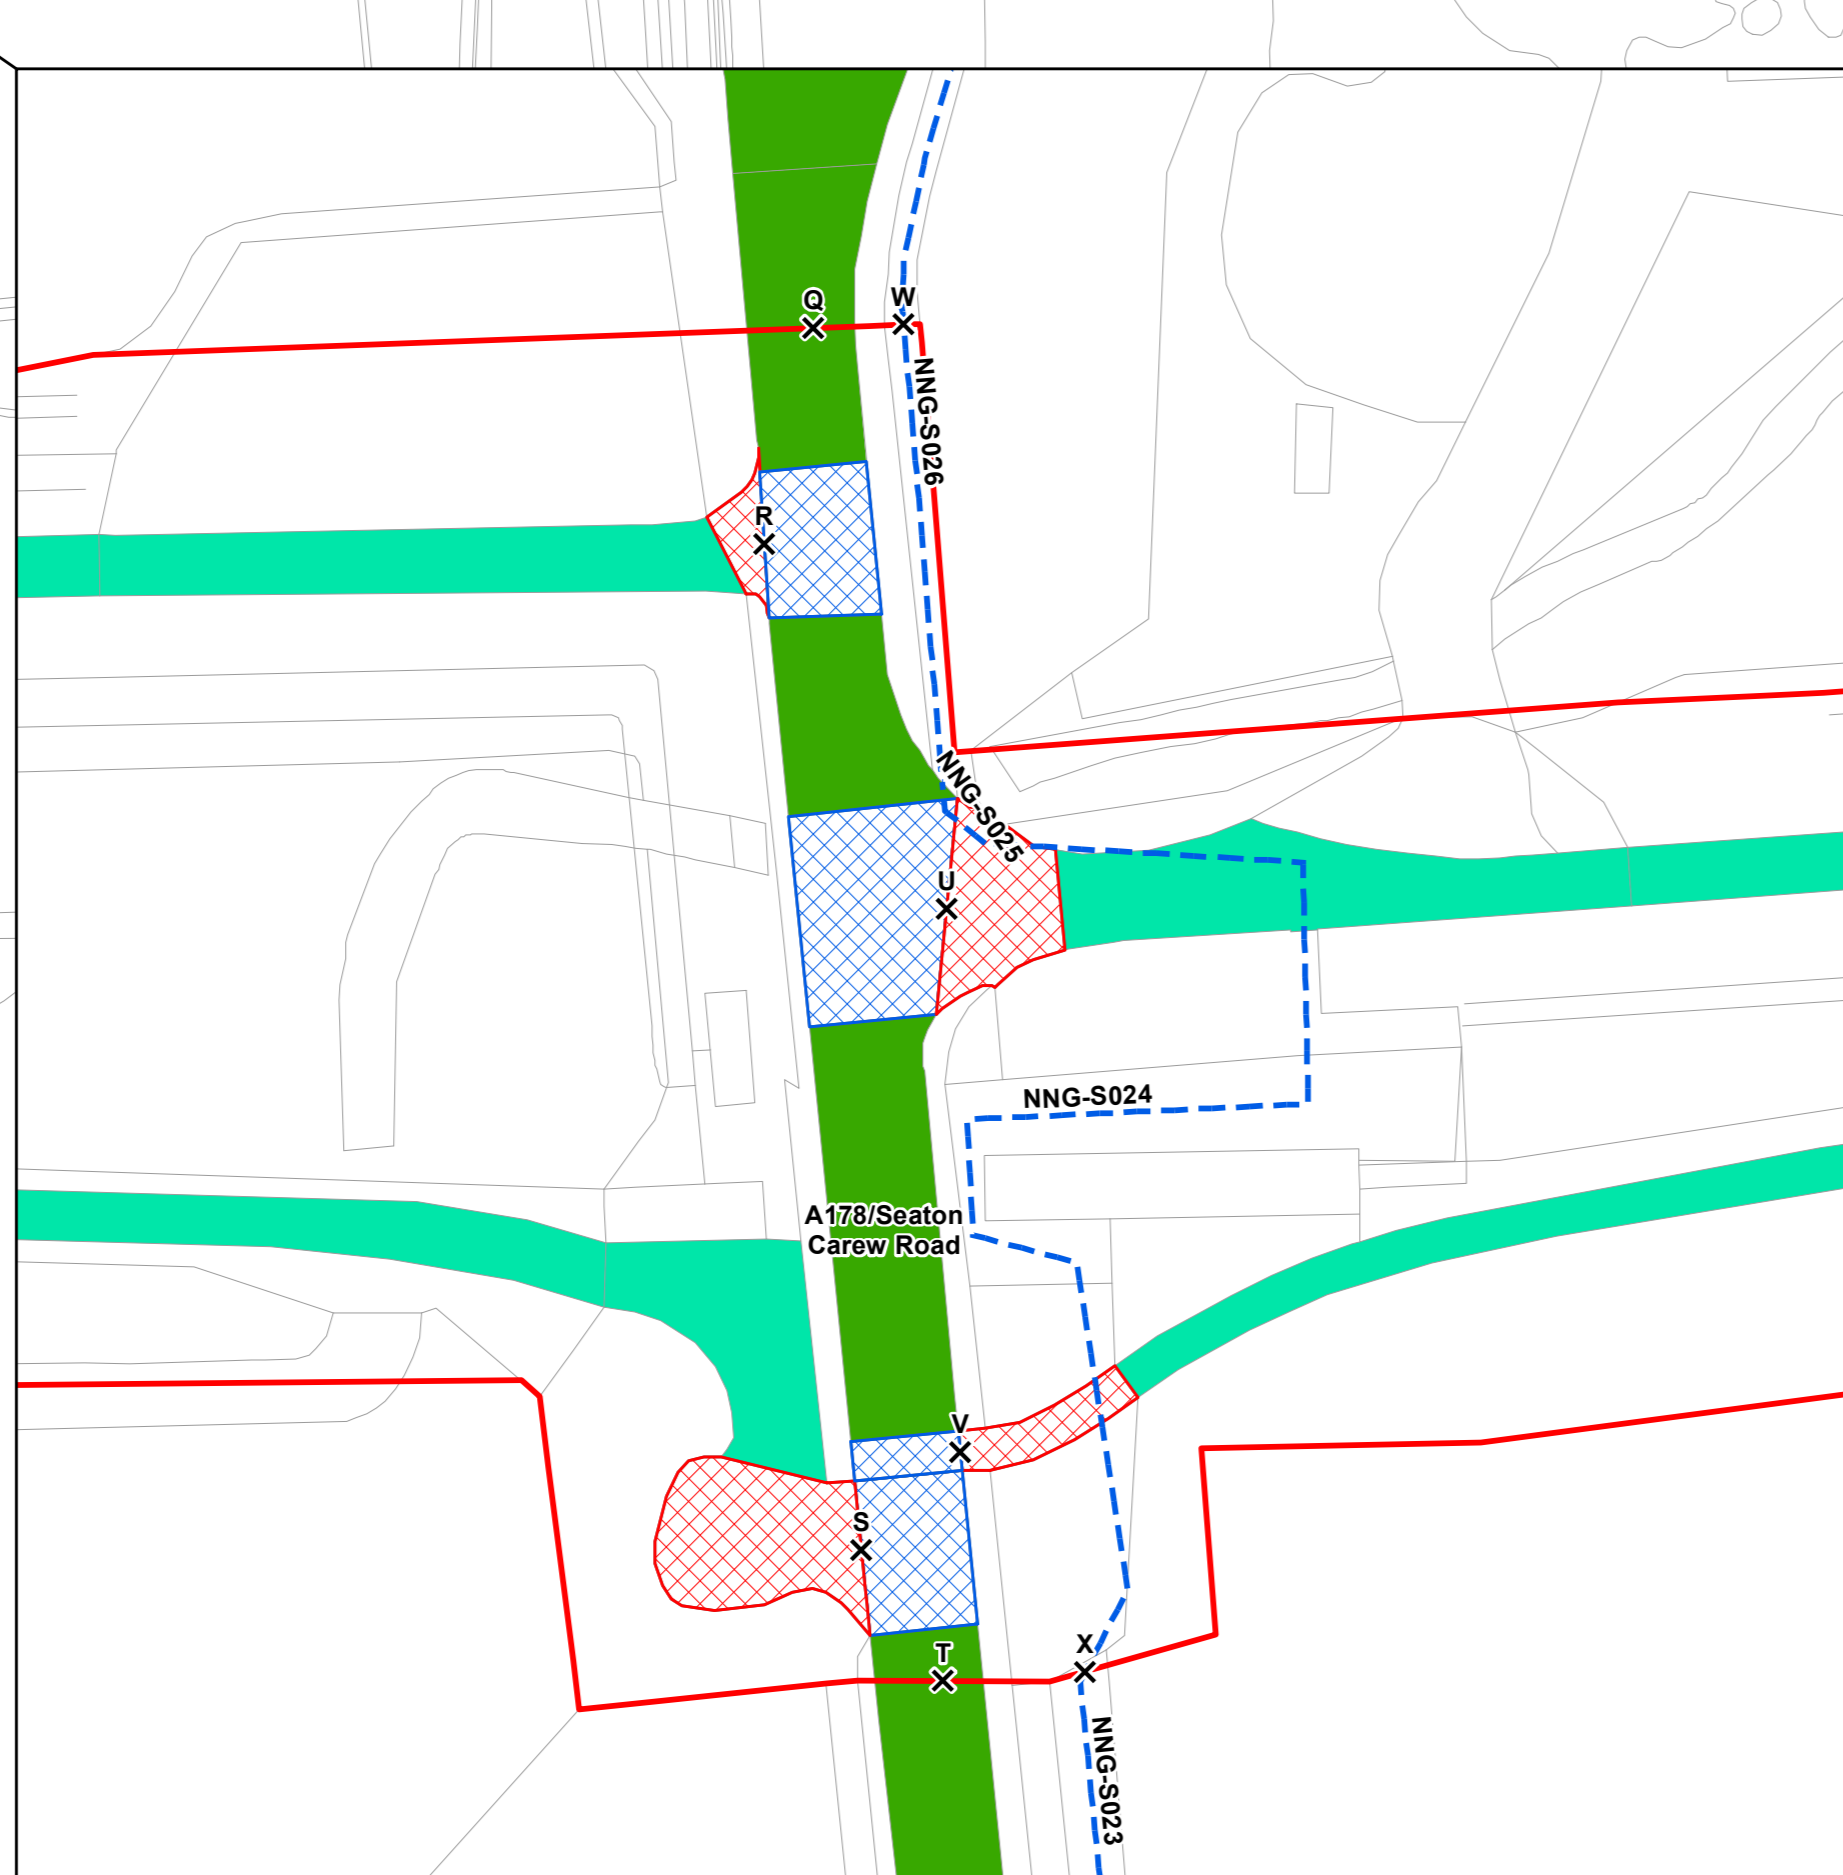 Q
W
NNG-S026
R
NNG-S025
U
NNG-S024
A178/Seaton
Carew Road
V
S
T
X
NNG-S023